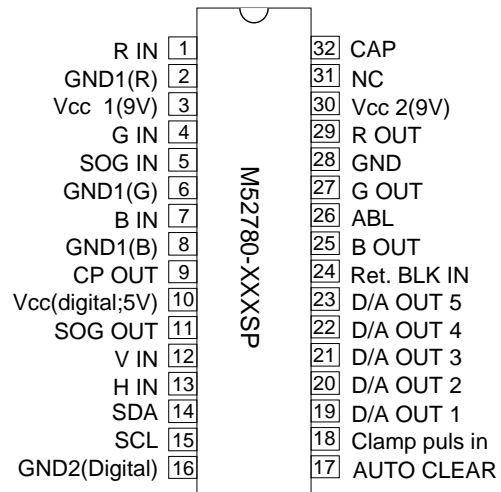 R IN 1 32 CAP
GND1(R) 2 31 NC
Vcc 1(9V) 3 30 Vcc 2(9V)
G IN 4 29 R OUT
SOG IN 5 28 GND
GND1(G) 6 27 G OUT
B IN 7 26 ABL
GND1(B) 8 25 B OUT
CP OUT 9 24 Ret. BLK IN
Vcc(digital;5V) 10 23 D/A OUT 5
SOG OUT 11 22 D/A OUT 4
V IN 12 21 D/A OUT 3
H IN 13 20 D/A OUT 2
SDA 14 19 D/A OUT 1
SCL 15 18 Clamp puls in
GND2(Digital) 16 17 AUTO CLEAR
M52780-XXXSP